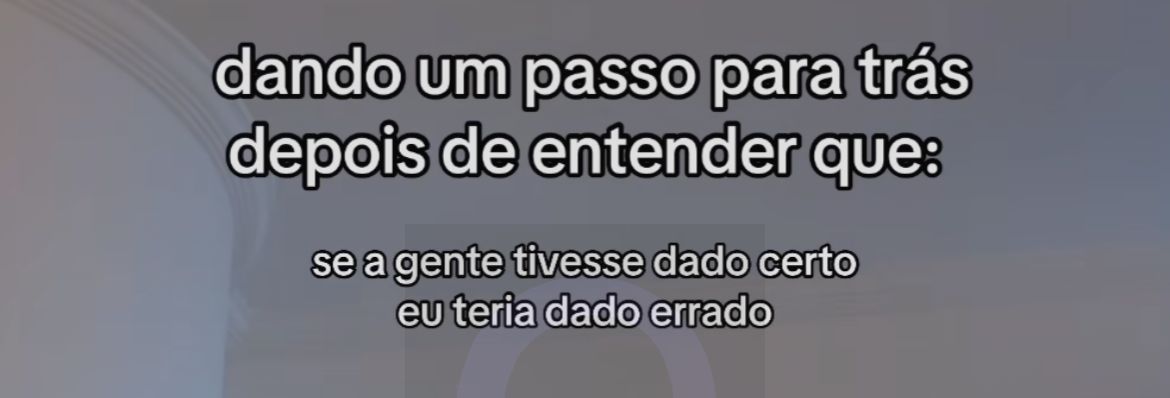 dando um passo para trás
depois de entender que:
se a gente tivesse dado certo
eu teria dado errado